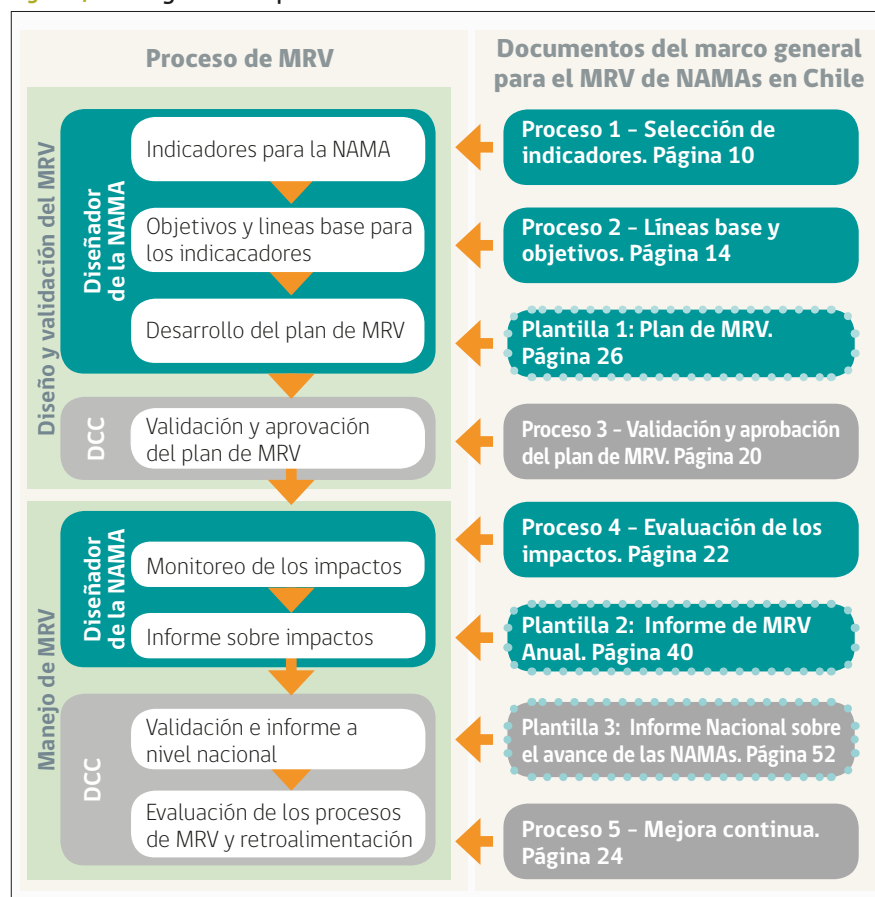 Proceso de MRV
Documentos del marco general
para el MRV de NAMAs en Chile
Diseño y validación del MRV
Diseñador
de la NAMA
Indicadores para la NAMA
Proceso 1 – Selección de
indicadores. Página 10
Objetivos y lineas base para
los indicacadores
Proceso 2 – Líneas base y
objetivos. Página 14
Desarrollo del plan de MRV
Plantilla 1: Plan de MRV.
Página 26
DCC
Validación y aprovación
del plan de MRV
Proceso 3 – Validación y aprobación
del plan de MRV. Página 20
Manejo de MRV
Diseñador
de la NAMA
Monitoreo de los impactos
Proceso 4 – Evaluación de los
impactos. Página 22
Informe sobre impactos
Plantilla 2: Informe de MRV
Anual. Página 40
DCC
Validación e informe a
nivel nacional
Plantilla 3: Informe Nacional sobre
el avance de las NAMAs. Página 52
Evaluación de los procesos
de MRV y retroalimentación
Proceso 5 – Mejora continua.
Página 24